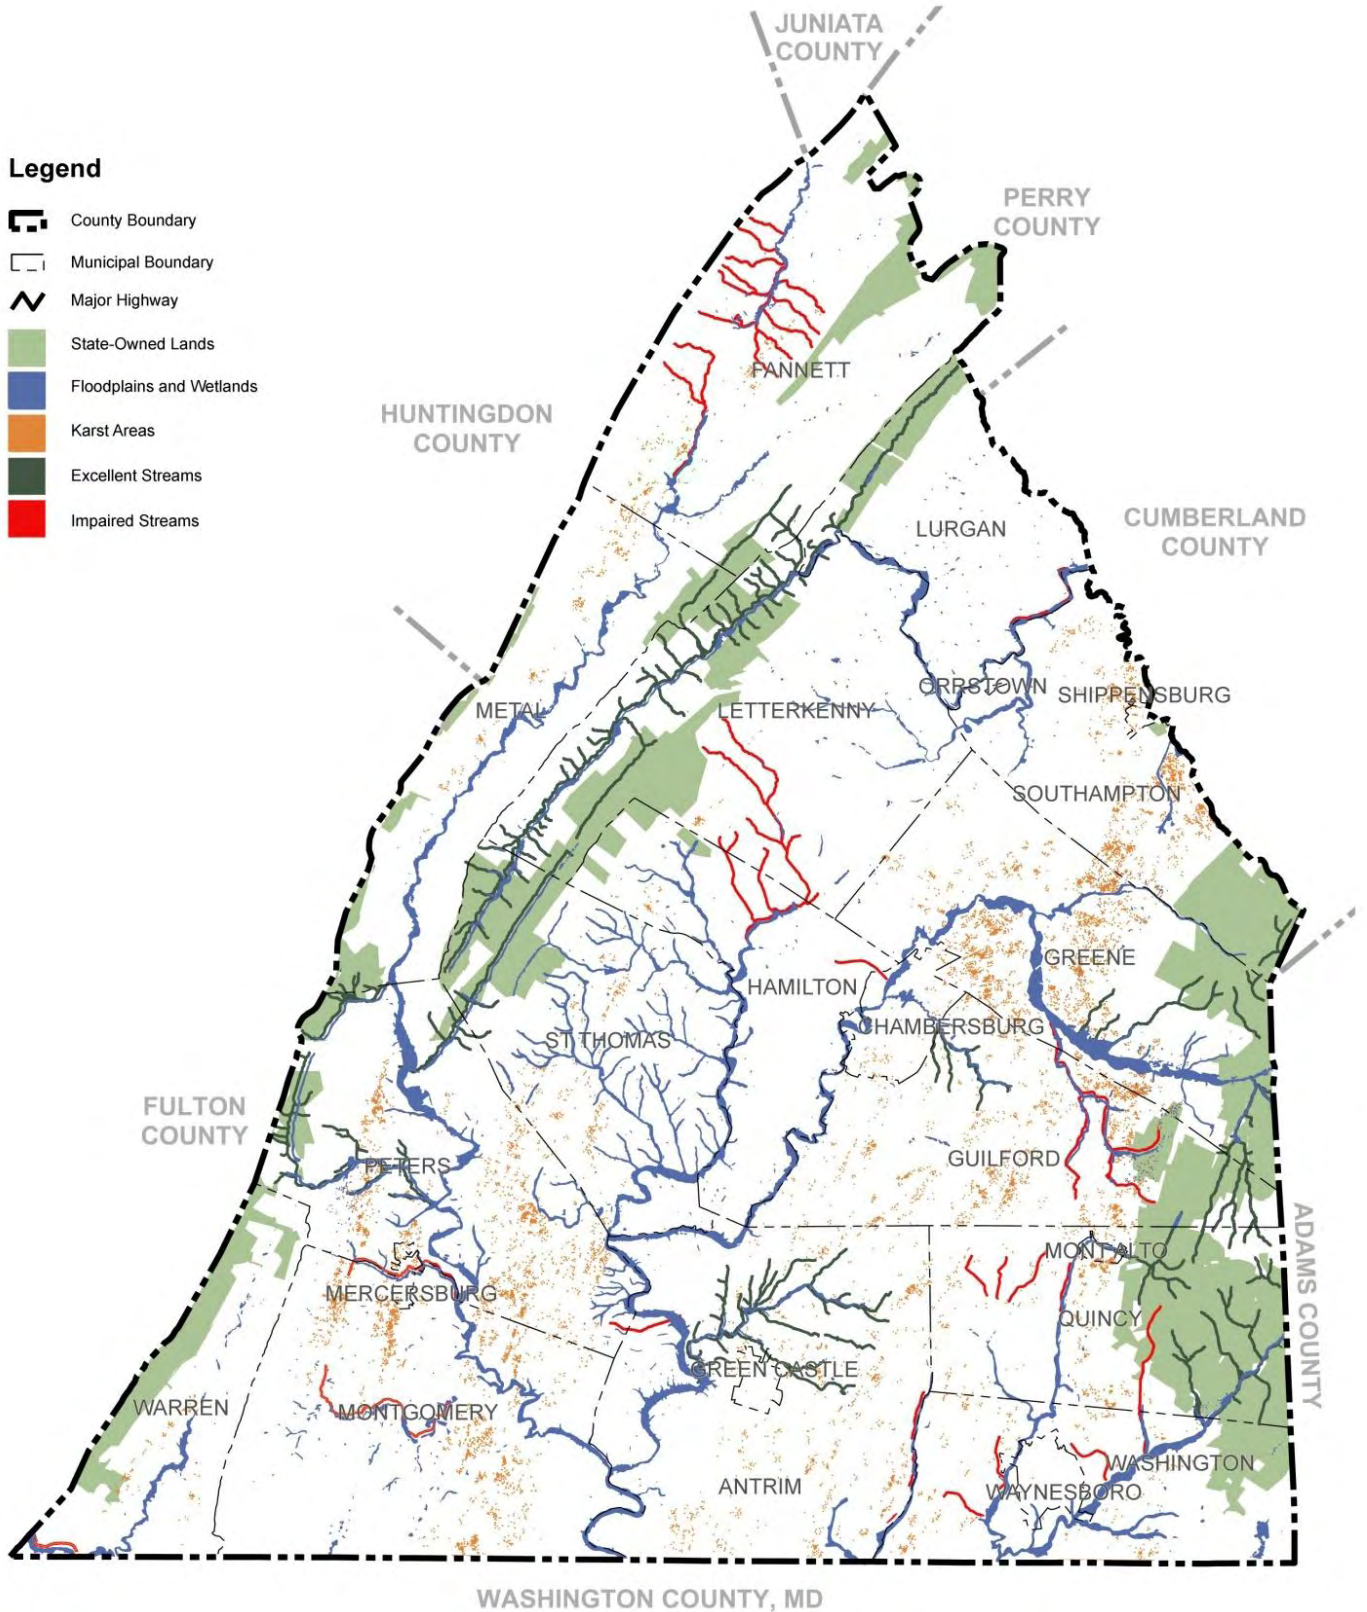 JUNIATA
COUNTY
Legend
County Boundary
Municipal Boundary
Major Highway
State-Owned Lands
Floodplains and Wetlands
Karst Areas
Excellent Streams
Impaired Streams
PERRY
COUNTY
FANNETT
HUNTINGDON
COUNTY
LURGAN
CUMBERLAND
COUNTY
ORRSTOWN
SHIPPENSBURG
METAL
LETTERKENNY
SOUTHAMPTON
GREENE
HAMILTON
CHAMBERSBURG
ST THOMAS
FULTON
COUNTY
PETERS
GUILFORD
ADAMS COUNTY
MONT ALTO
MERCERSBURG
QUINCY
GREEN CASTLE
WARREN
MONTGOMERY
WASHINGTON
ANTRIM
WAYNESBORO
WASHINGTON COUNTY, MD